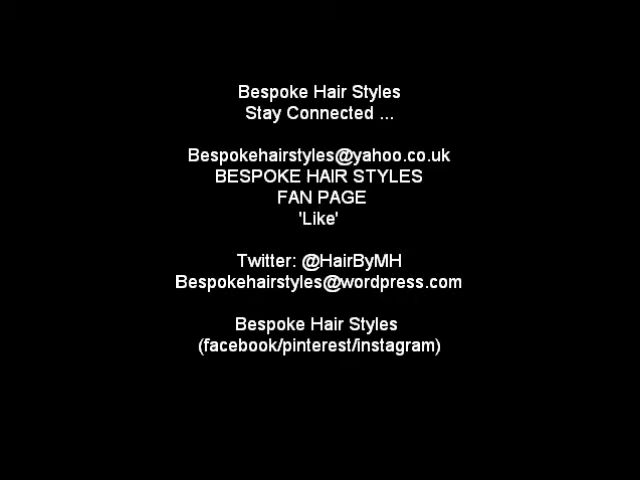 Bespoke Hair Styles
Stay Connected ...
Bespokehairstyles@yahoo.co.uk
BESPOKE HAIR STYLES
FAN PAGE
'Like'
Twitter: @HairByMH
Bespokehairstyles@wordpress.com
Bespoke Hair Styles
(facebook/pinterest/instagram)